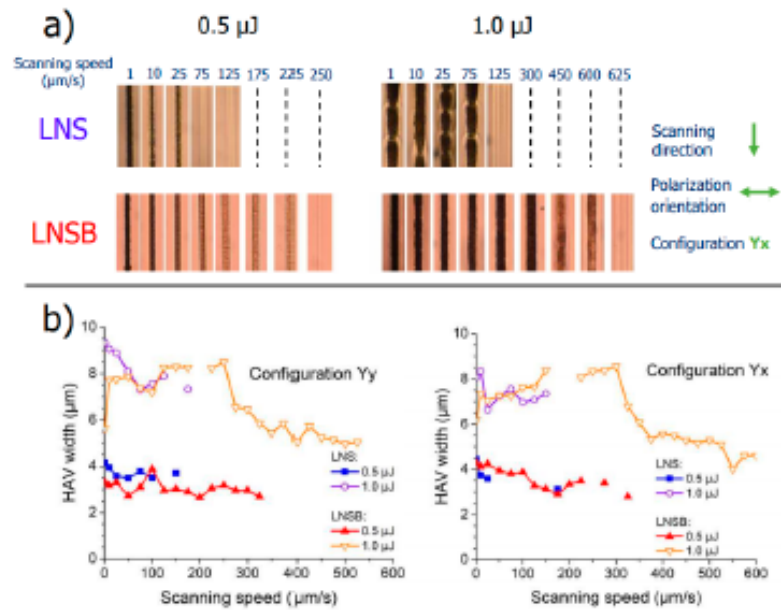 a)
0.5 µJ
1.0 µJ
Scanning speed
(µm/s)
1 10 25 75 125 175 225 250
1 10 25 75 125 300 450 600 625
LNS
Scanning
direction
Polarization
orientation
LNSB
Configuration Yx
b)
10
8
6
4
2
0
HAV width (µm)
Configuration Yy
LNS:
0.5 µJ
1.0 µJ
LNSB:
0.5 µJ
1.0 µJ
0 100 200 300 400 500 600
Scanning speed (µm/s)
10
8
6
4
2
0
HAV width (µm)
Configuration Yx
LNS:
0.5 µJ
1.0 µJ
LNSB:
0.5 µJ
1.0 µJ
0 100 200 300 400 500 600
Scanning speed (µm/s)